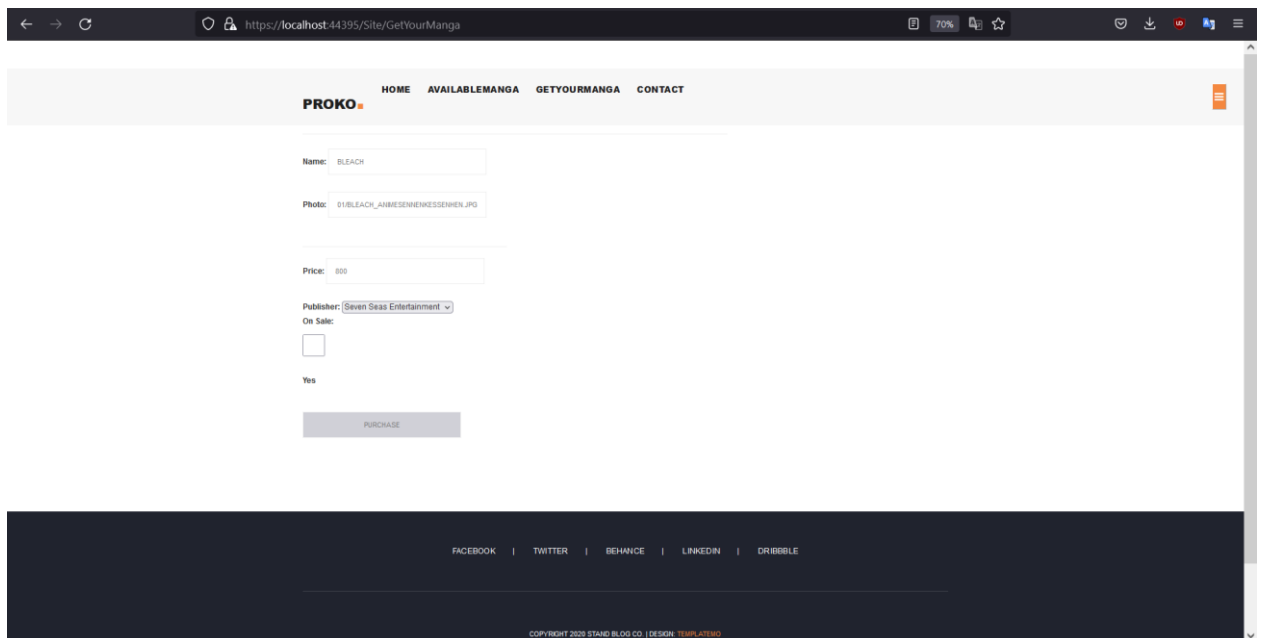 https://localhost:44395/Site/GetYourManga
70%
HOME AVAILABLEMANGA GETYOURMANGA CONTACT
PROKO.
Name: BLEACH
Photo: 01/BLEACH_ANIMESENNENKESSENHEN.JPG
Price: 800
Publisher: Seven Seas Entertainment
On Sale:
Yes
PURCHASE
FACEBOOK | TWITTER | BEHANCE | LINKEDIN | DRIBBBLE
COPYRIGHT 2020 STAND BLOG CO. | DESIGN: TEMPLATEMO